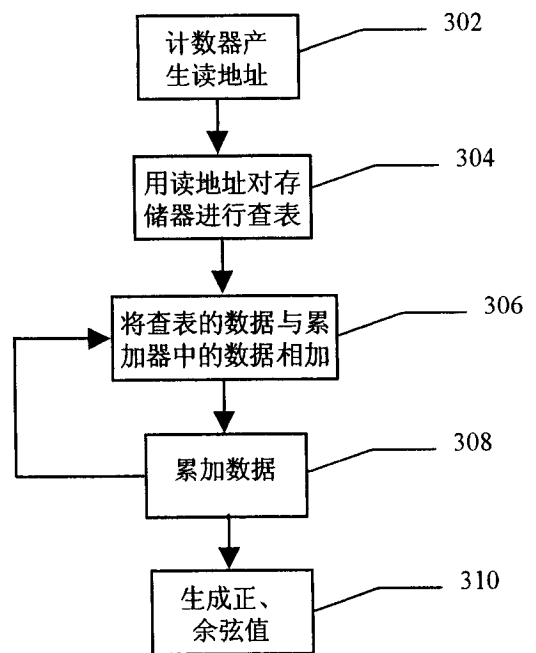 计数器产
生读地址
302
用读地址对存
储器进行查表
304
将查表的数据与累
加器中的数据相加
306
累加数据
308
生成正、
余弦值
310